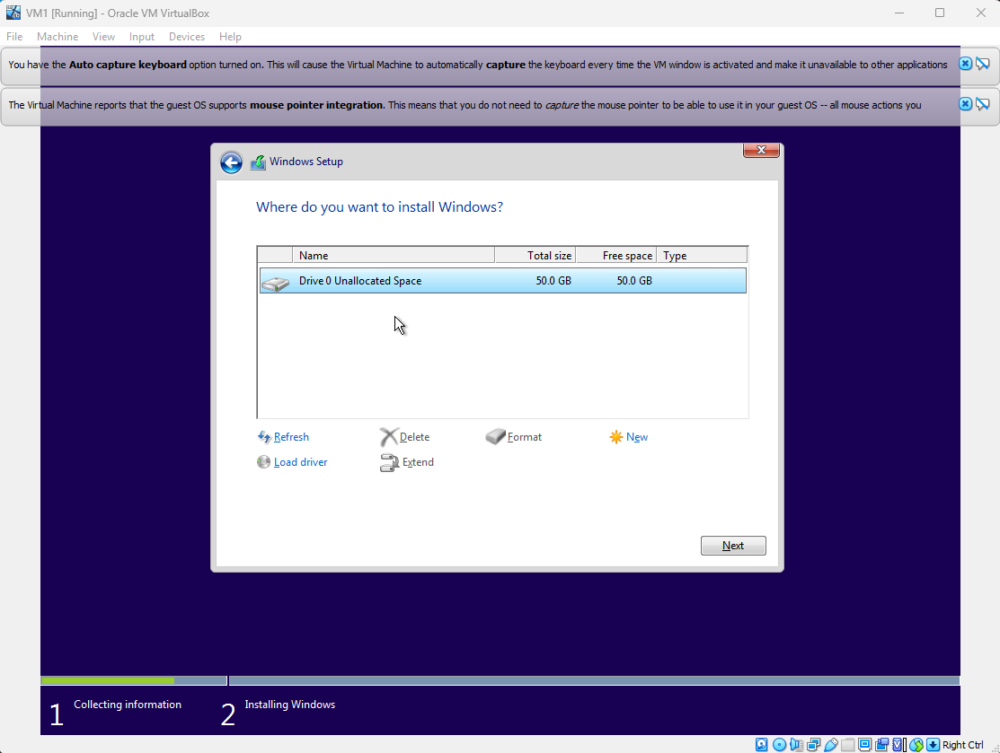 VM1 [Running] - Oracle VM VirtualBox
File Machine View Input Devices Help
You have the Auto capture keyboard option turned on. This will cause the Virtual Machine to automatically capture the keyboard every time the VM window is activated and make it unavailable to other applications
The Virtual Machine reports that the guest OS supports mouse pointer integration. This means that you do not need to capture the mouse pointer to be able to use it in your guest OS -- all mouse actions you
Windows Setup
Where do you want to install Windows?
Name Total size Free space Type
Drive 0 Unallocated Space 50.0 GB 50.0 GB
Refresh Delete Format New
Load driver Extend
Next
1 Collecting information 2 Installing Windows
Right Ctrl